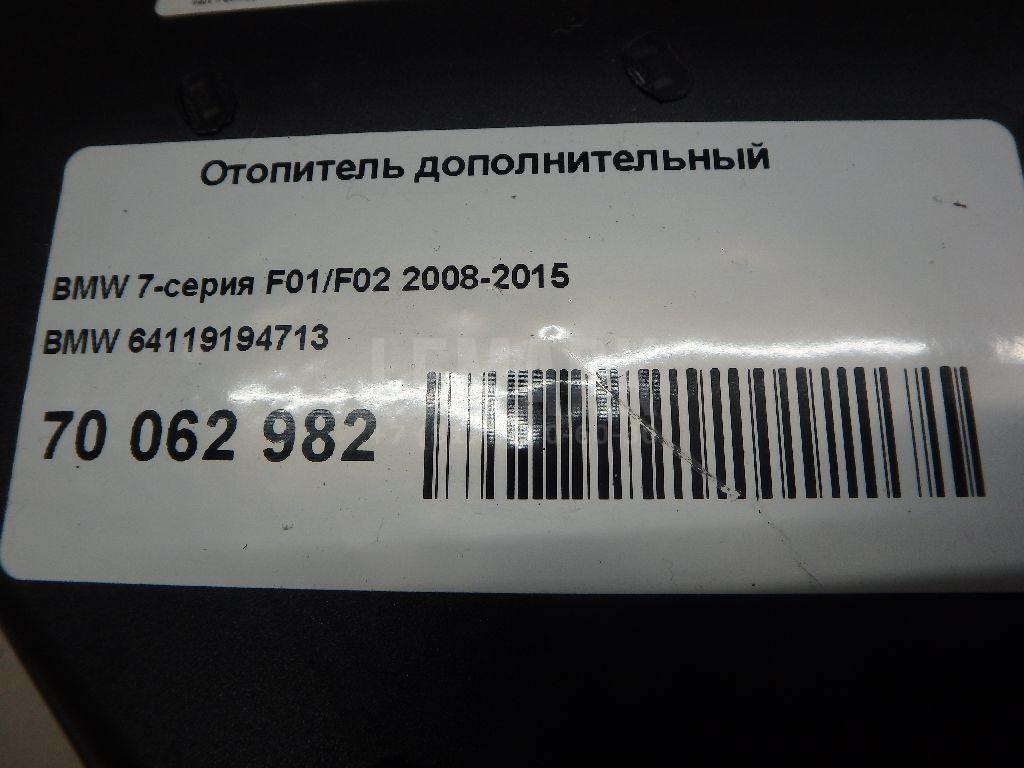 Отопитель дополнительный
BMW 7-серия F01/F02 2008-2015
BMW 64119194713
70 062 982